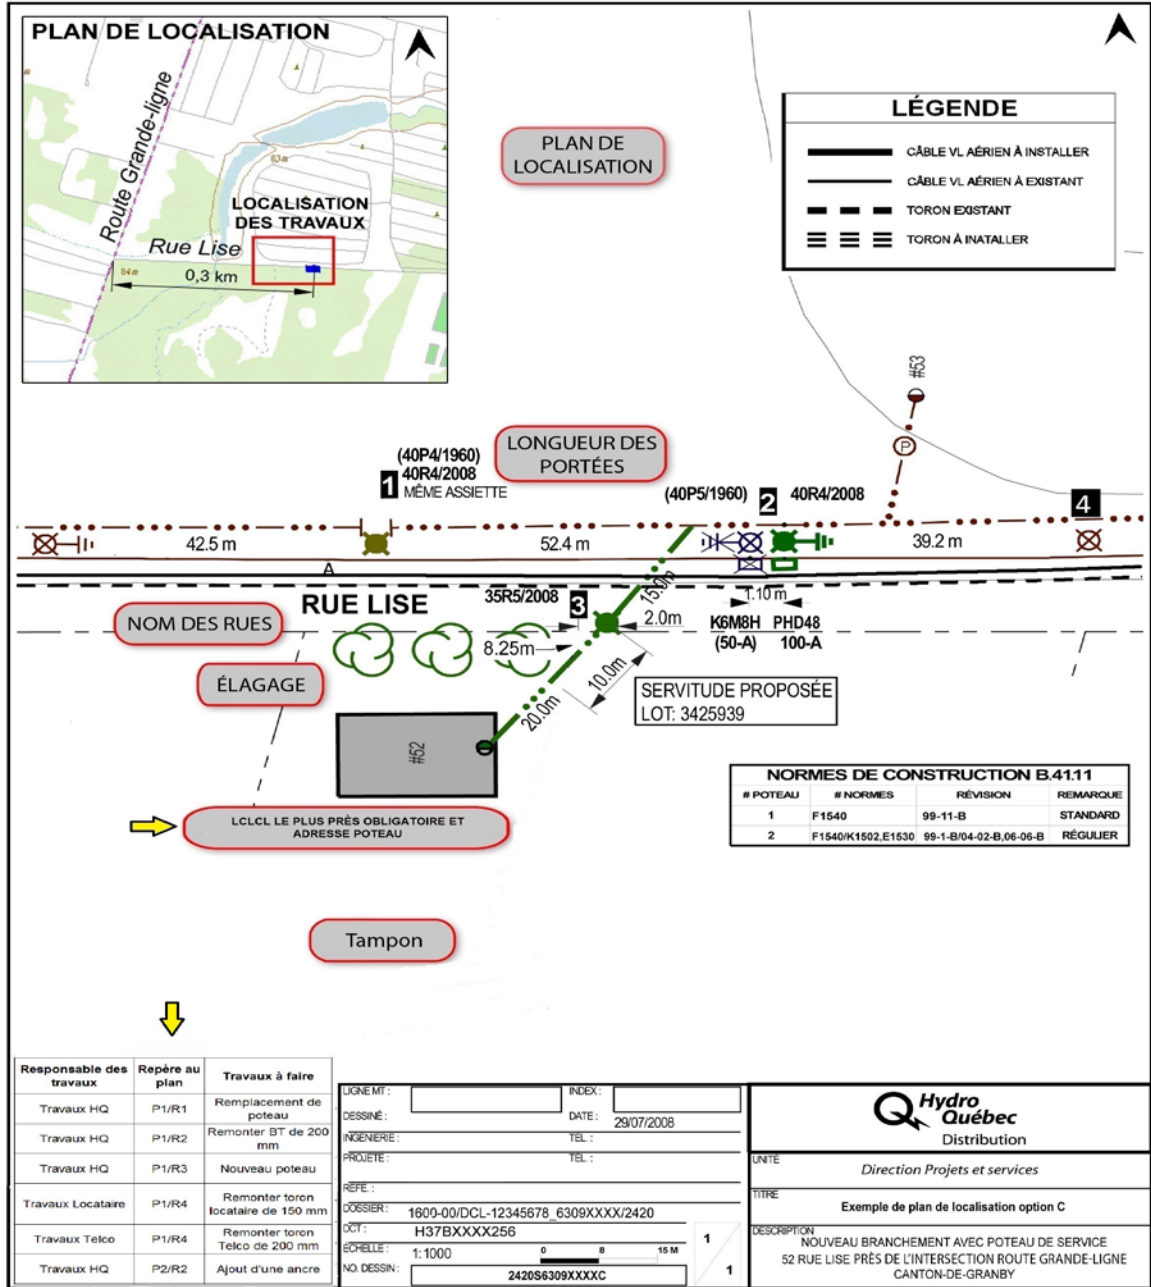 PLAN DE LOCALISATION
Route Grande-ligne
83m
LOCALISATION
DES TRAVAUX
Rue Lise
84m
0,3 km
PLAN DE
LOCALISATION
LÉGENDE
CÂBLE VL AÉRIEN À INSTALLER
CÂBLE VL AÉRIEN À EXISTANT
TORON EXISTANT
TORON À INATALLER
#53
P
LONGUEUR DES
PORTÉES
(40P4/1960)
1 40R4/2008
MÊME ASSIETTE
(40P5/1960) 2 40R4/2008
4
42.5 m
52.4 m
39.2 m
A
RUE LISE
15.0m
1.10 m
35R5/2008 3
2.0m
K6M8H PHD48
(50-A) 100-A
NOM DES RUES
8.25m
10.0m
ÉLAGAGE
SERVITUDE PROPOSÉE
LOT: 3425939
20.0m
#52
LCLCL LE PLUS PRÈS OBLIGATOIRE ET
ADRESSE POTEAU
NORMES DE CONSTRUCTION B.41.11
# POTEAU # NORMES RÉVISION REMARQUE
1 F1540 99-11-B STANDARD
2 F1540/K1502,E1530 99-1-B/04-02-B,06-06-B RÉGULIER
Tampon
Responsable des travaux Repère au plan Travaux à faire
Travaux HQ P1/R1 Remplacement de poteau
Travaux HQ P1/R2 Remonter BT de 200 mm
Travaux HQ P1/R3 Nouveau poteau
Travaux Locataire P1/R4 Remonter toron locataire de 150 mm
Travaux Telco P1/R4 Remonter toron Telco de 200 mm
Travaux HQ P2/R2 Ajout d'une ancre
LIGNE MT : INDEX :
DESSINÉ : DATE : 29/07/2008
INGÉNIERIE : TEL. :
PROJETÉ : TEL. :
REFE. :
DOSSIER : 1600-00/DCL-12345678_6309XXXX/2420
DCT : H37BXXXX256
ÉCHELLE : 1:1000 0 8 15 M
NO. DESSIN : 2420S6309XXXXC
1
1
Hydro
Québec
Distribution
UNITÉ
Direction Projets et services
TITRE
Exemple de plan de localisation option C
DESCRIPTION
NOUVEAU BRANCHEMENT AVEC POTEAU DE SERVICE
52 RUE LISE PRÈS DE L'INTERSECTION ROUTE GRANDE-LIGNE
CANTON-DE-GRANBY